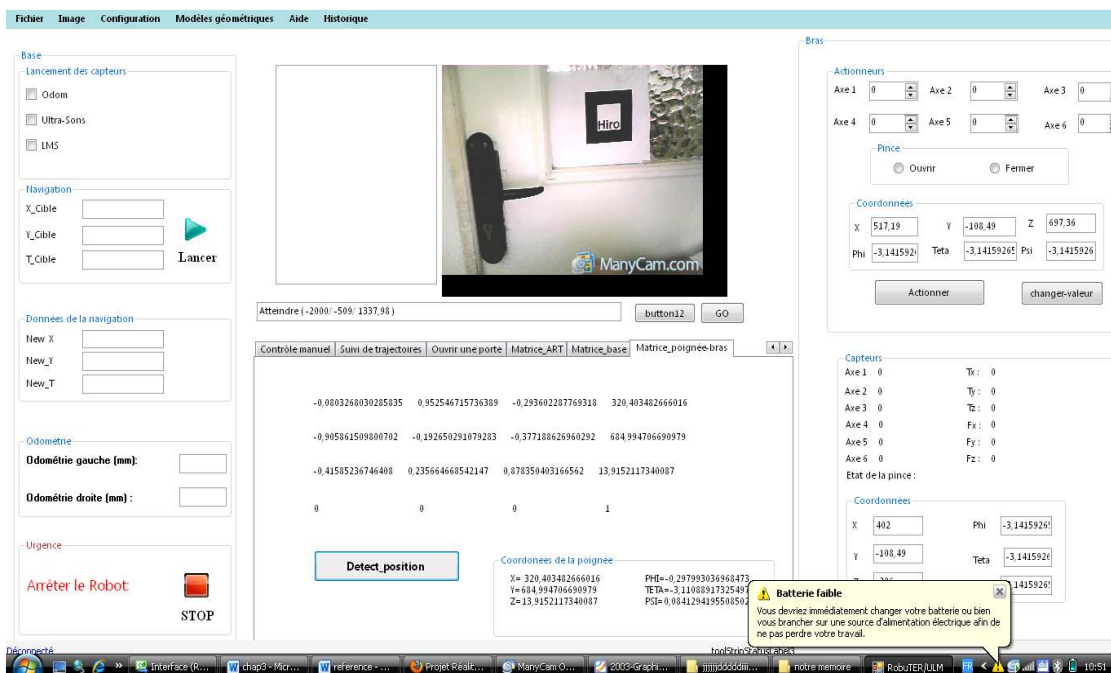 Fichier Image Configuration Modèles géométriques Aide Historique
Base
Lancement des capteurs
Odom
Ultra-Sons
LMS
Navigation
X_Cible
Y_Cible
T_Cible
Lancer
Données de la navigation
New X
New_Y
New_T
Odométrie
Odométrie gauche (mm):
Odométrie droite (mm) :
Urgence
Arrêter le Robot:
STOP
Déconnecté
Hiro
ManyCam.com
Atteindre (-2000/-509/ 1337,98) button12 GO
Contrôle manuel Suivi de trajectoires Ouvrir une porte Matrice_ART Matrice_base Matrice_poignée-bras
-0,0803268030285835 0,952546715736389 -0,293602287769318 320,403482666016
-0,905861509800702 -0,192650291079283 -0,377188626960292 684,994706690979
-0,41585236746408 0,235664668542147 0,878350403166562 13,9152117340087
0 0 0 1
Detect_position
Coordonées de la poignée
X= 320,403482666016 PHI=-0,297993036968473
Y=684,994706690979 TETA=-3,11088917325497
Z=13,9152117340087 PSI=0,0841294195508502
toolStripStatusLabel3
Bras
Actionneurs
Axe 1 0 Axe 2 0 Axe 3 0
Axe 4 0 Axe 5 0 Axe 6 0
Pince
Ouvrir Fermer
Coordonnées
X 517,19 Y -108,49 Z 697,36
Phi -3,141592 Teta -3,14159265 Psi -3,1415926
Actionner changer-valeur
Capteurs
Axe 1 0 Tx : 0
Axe 2 0 Ty : 0
Axe 3 0 Tz : 0
Axe 4 0 Fx : 0
Axe 5 0 Fy : 0
Axe 6 0 Fz : 0
Etat de la pince :
Coordonnées
X 402 Phi -3,1415926
Y -108,49 Teta -3,1415926
1415926
Batterie faible
Vous devriez immédiatement changer votre batterie ou bien
vous brancher sur une source d'alimentation électrique afin de
ne pas perdre votre travail.
Interface (R... chap3 - Micr... reference - ... Projet Réalit... ManyCam O... 2003-Graphi... notre memoire RobuTER/ULM FR 10:51